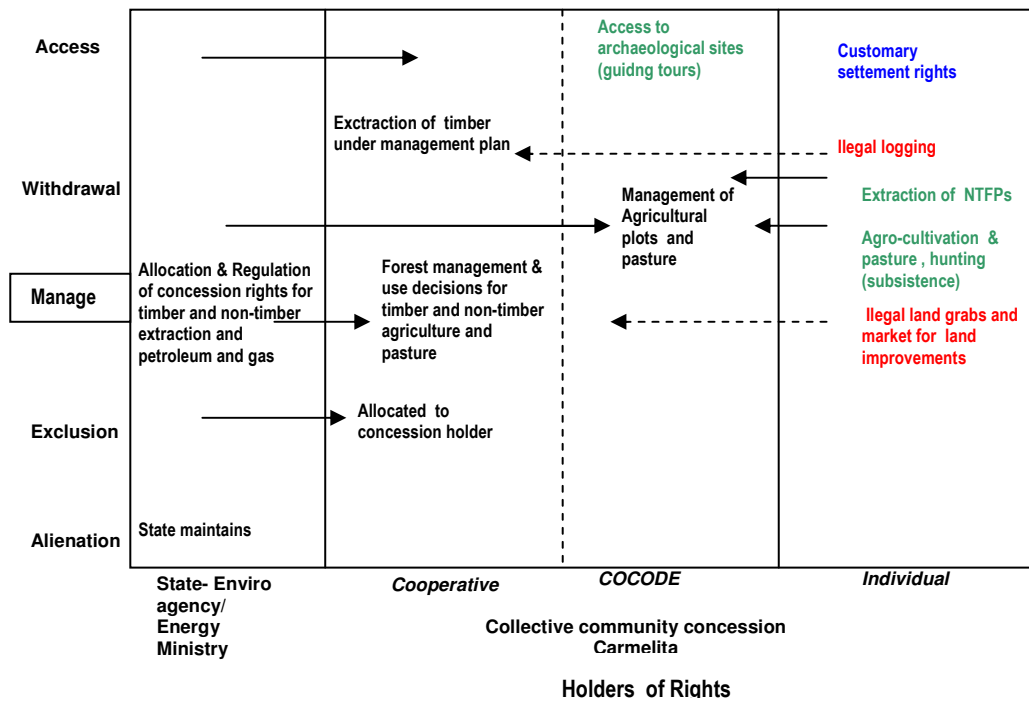 Access
Access to
archaeological sites
(guidng tours)
Customary
settement rights
Exctraction of timber
under management plan
Ilegal logging
Withdrawal
Management of
Agricultural
plots and
pasture
Extraction of NTFPs
Agro-cultivation &
pasture , hunting
(subsistence)
Manage
Allocation & Regulation
of concession rights for
timber and non-timber
extraction and
petroleum and gas
Forest management &
use decisions for
timber and non-timber
agriculture and
pasture
Ilegal land grabs and
market for land
improvements
Exclusion
Allocated to
concession holder
Alienation
State maintains
State- Enviro
agency/
Energy
Ministry
Cooperative
COCODE
Individual
Collective community concession
Carmelita
Holders of Rights